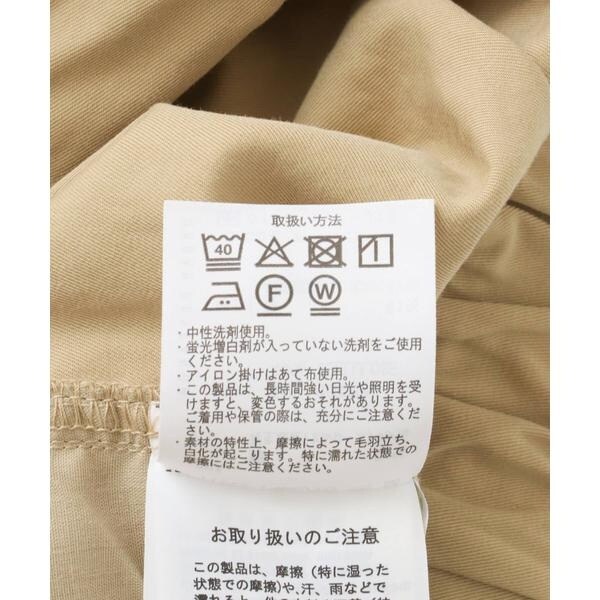 取扱い方法
40
F W
・中性洗剤使用。
・蛍光増白剤が入っていない洗剤をご使用
ください。
・アイロン掛けはあて布使用。
・この製品は、長時間強い日光や照明を受
けますと、変色するおそれがあります。
ご着用や保管の際は、充分にご注意くだ
さい。
・素材の特性上、摩擦によって毛羽立ち、
白化が起こります。特に濡れた状態での
摩擦にはご注意ください。
お取り扱いのご注意
この製品は、摩擦（特に湿った
状態での摩擦）や、汗、雨などで